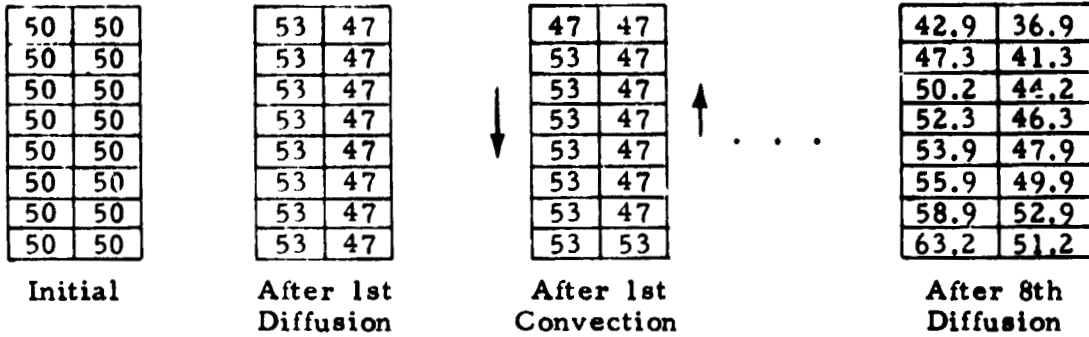 50 50 53 47 47 47 42.9 36.9
50 50 53 47 53 47 47.3 41.3
50 50 53 47 53 47 50.2 44.2
50 50 53 47 53 47 52.3 46.3
50 50 53 47 53 47 53.9 47.9
50 50 53 47 53 47 55.9 49.9
50 50 53 47 53 47 58.9 52.9
50 50 53 47 53 53 63.2 51.2
Initial After 1st After 1st After 8th
Diffusion Convection Diffusion